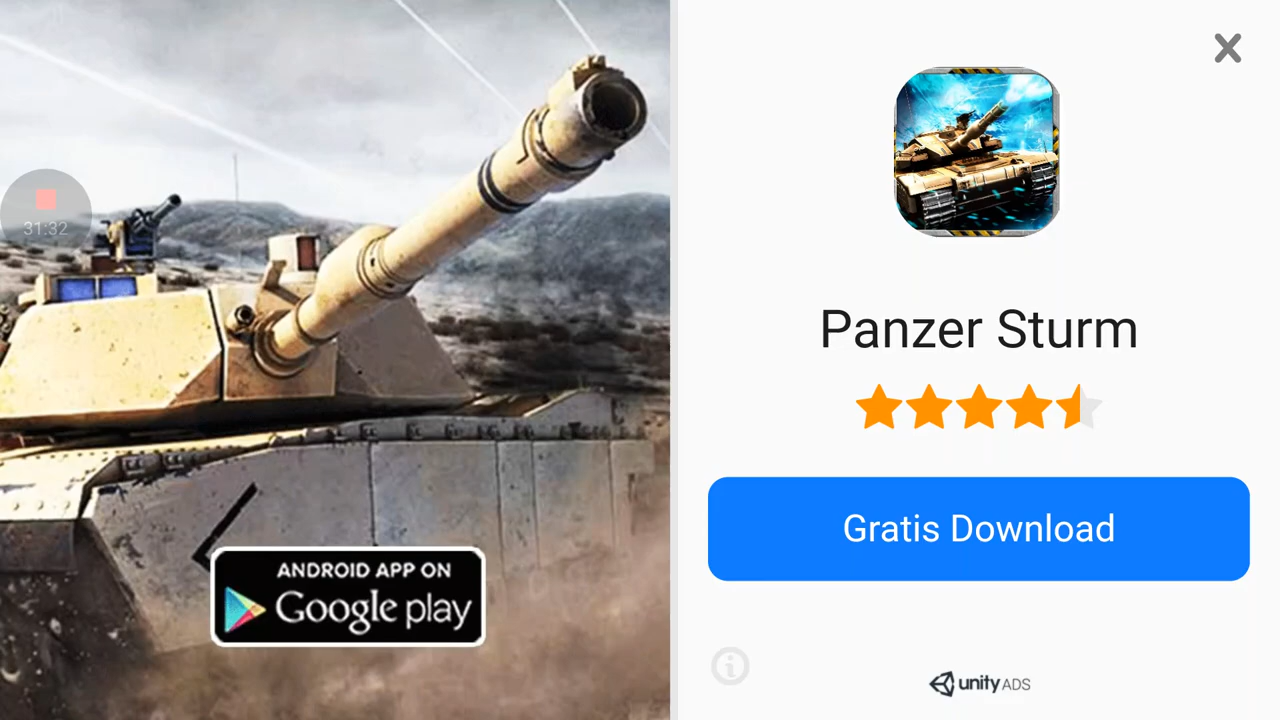 31:32
ANDROID APP ON
Google play
Panzer Sturm
Gratis Download
unity ADS